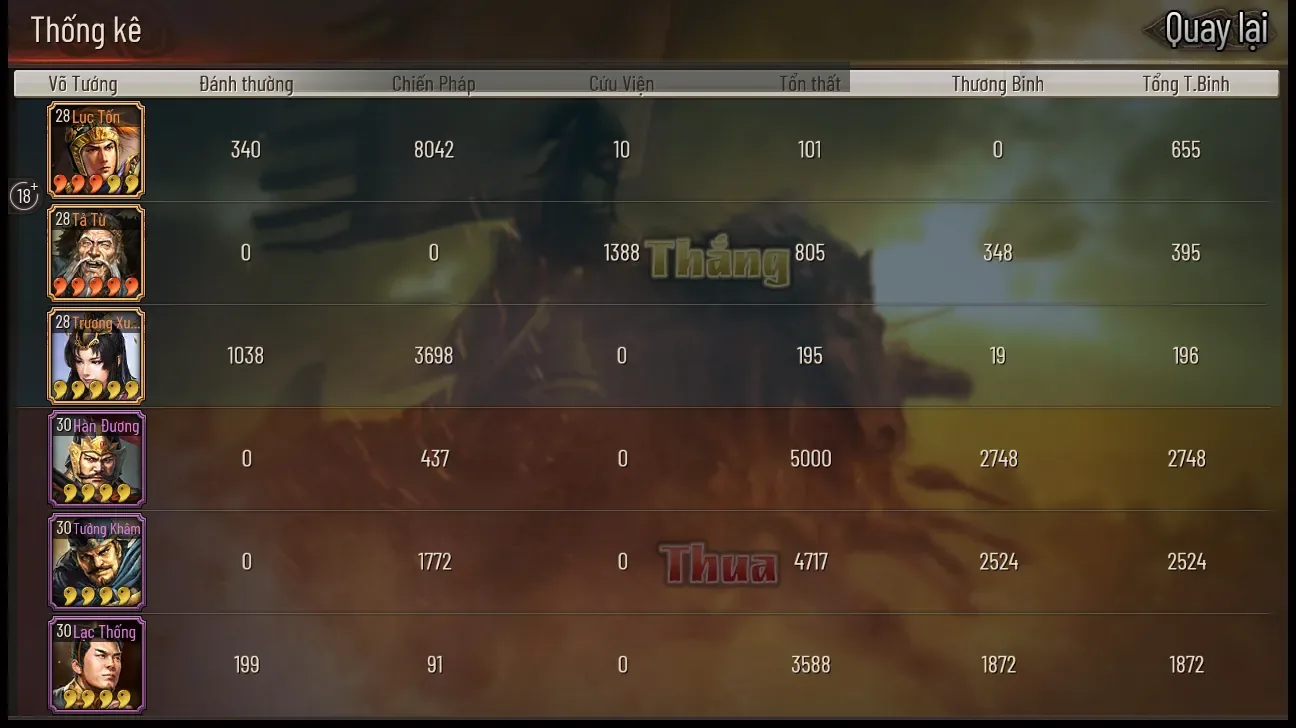 Thống kê
Quay lại
Võ Tướng Đánh thường Chiến Pháp Cứu Viện Tổn thất Thương Binh Tổng T.Binh
28 Lục Tốn
340 8042 10 101 0 655
18+
28 Tả Từ
0 0 1388 805 348 395
Thắng
28 Trương Xu...
1038 3698 0 195 19 196
30 Hàn Đương
0 437 0 5000 2748 2748
30 Tưởng Khâm
0 1772 0 4717 2524 2524
Thua
30 Lạc Thống
199 91 0 3588 1872 1872